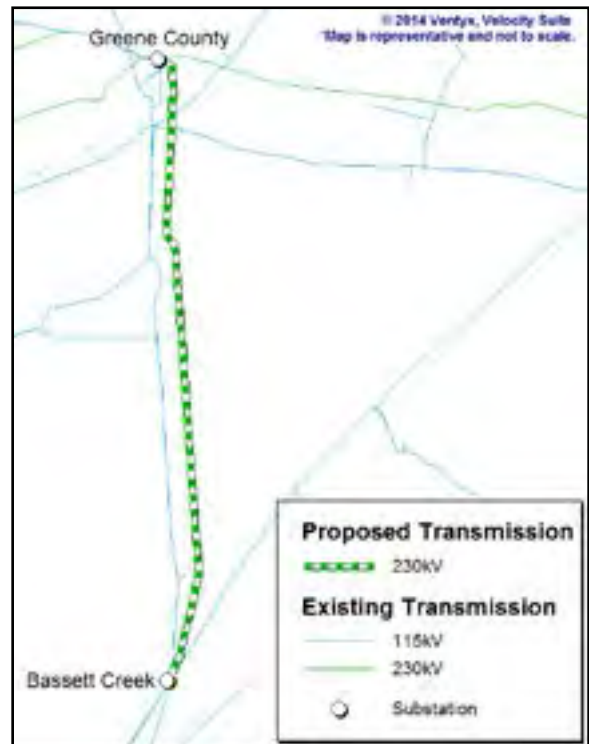 © 2014 Ventyx, Velocity Suite
*Map is representative and not to scale.
Greene County
Bassett Creek
Proposed Transmission
230kV
Existing Transmission
115kV
230kV
Substation